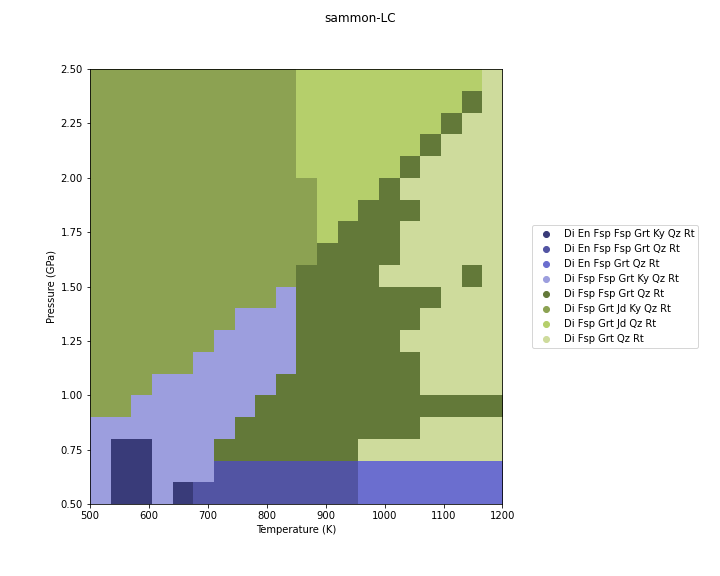 sammon-LC
2.50
2.25
2.00
1.75
1.50
1.25
1.00
0.75
0.50
Pressure (GPa)
500 600 700 800 900 1000 1100 1200
Temperature (K)
Di En Fsp Fsp Grt Ky Qz Rt
Di En Fsp Fsp Grt Qz Rt
Di En Fsp Grt Qz Rt
Di Fsp Fsp Grt Ky Qz Rt
Di Fsp Fsp Grt Qz Rt
Di Fsp Grt Jd Ky Qz Rt
Di Fsp Grt Jd Qz Rt
Di Fsp Grt Qz Rt